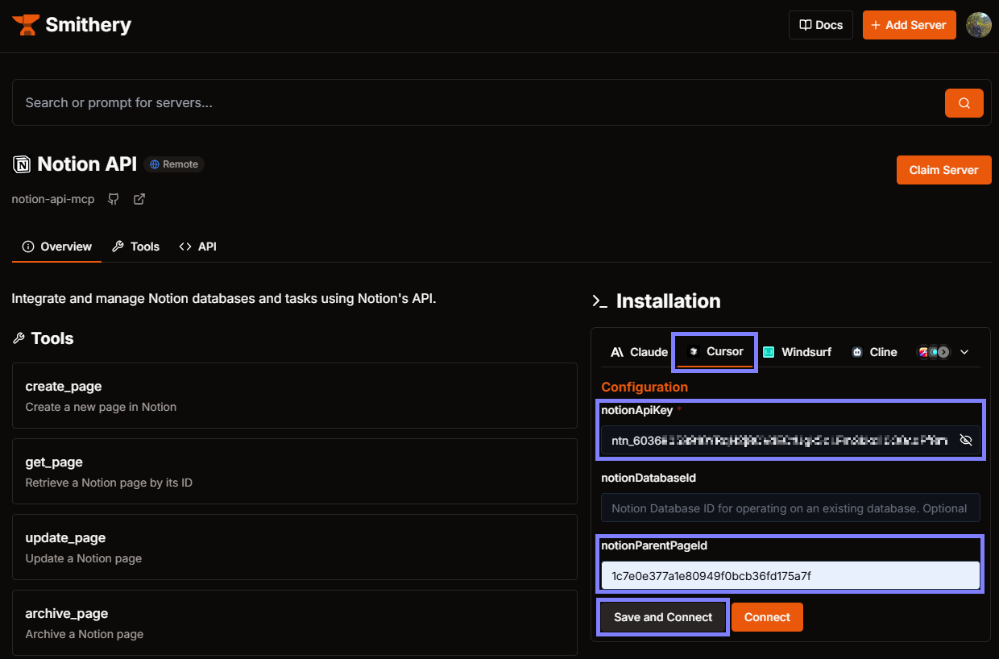 Smithery
Docs
+ Add Server
Search or prompt for servers...
Notion API
Remote
Claim Server
notion-api-mcp
Overview
Tools
API
Integrate and manage Notion databases and tasks using Notion's API.
Tools
create_page
Create a new page in Notion
get_page
Retrieve a Notion page by its ID
update_page
Update a Notion page
archive_page
Archive a Notion page
Installation
Claude
Cursor
Windsurf
Cline
Configuration
notionApiKey *
ntn_6036
notionDatabaseId
Notion Database ID for operating on an existing database. Optional
notionParentPageId
1c7e0e377a1e80949f0bcb36fd175a7f
Save and Connect
Connect